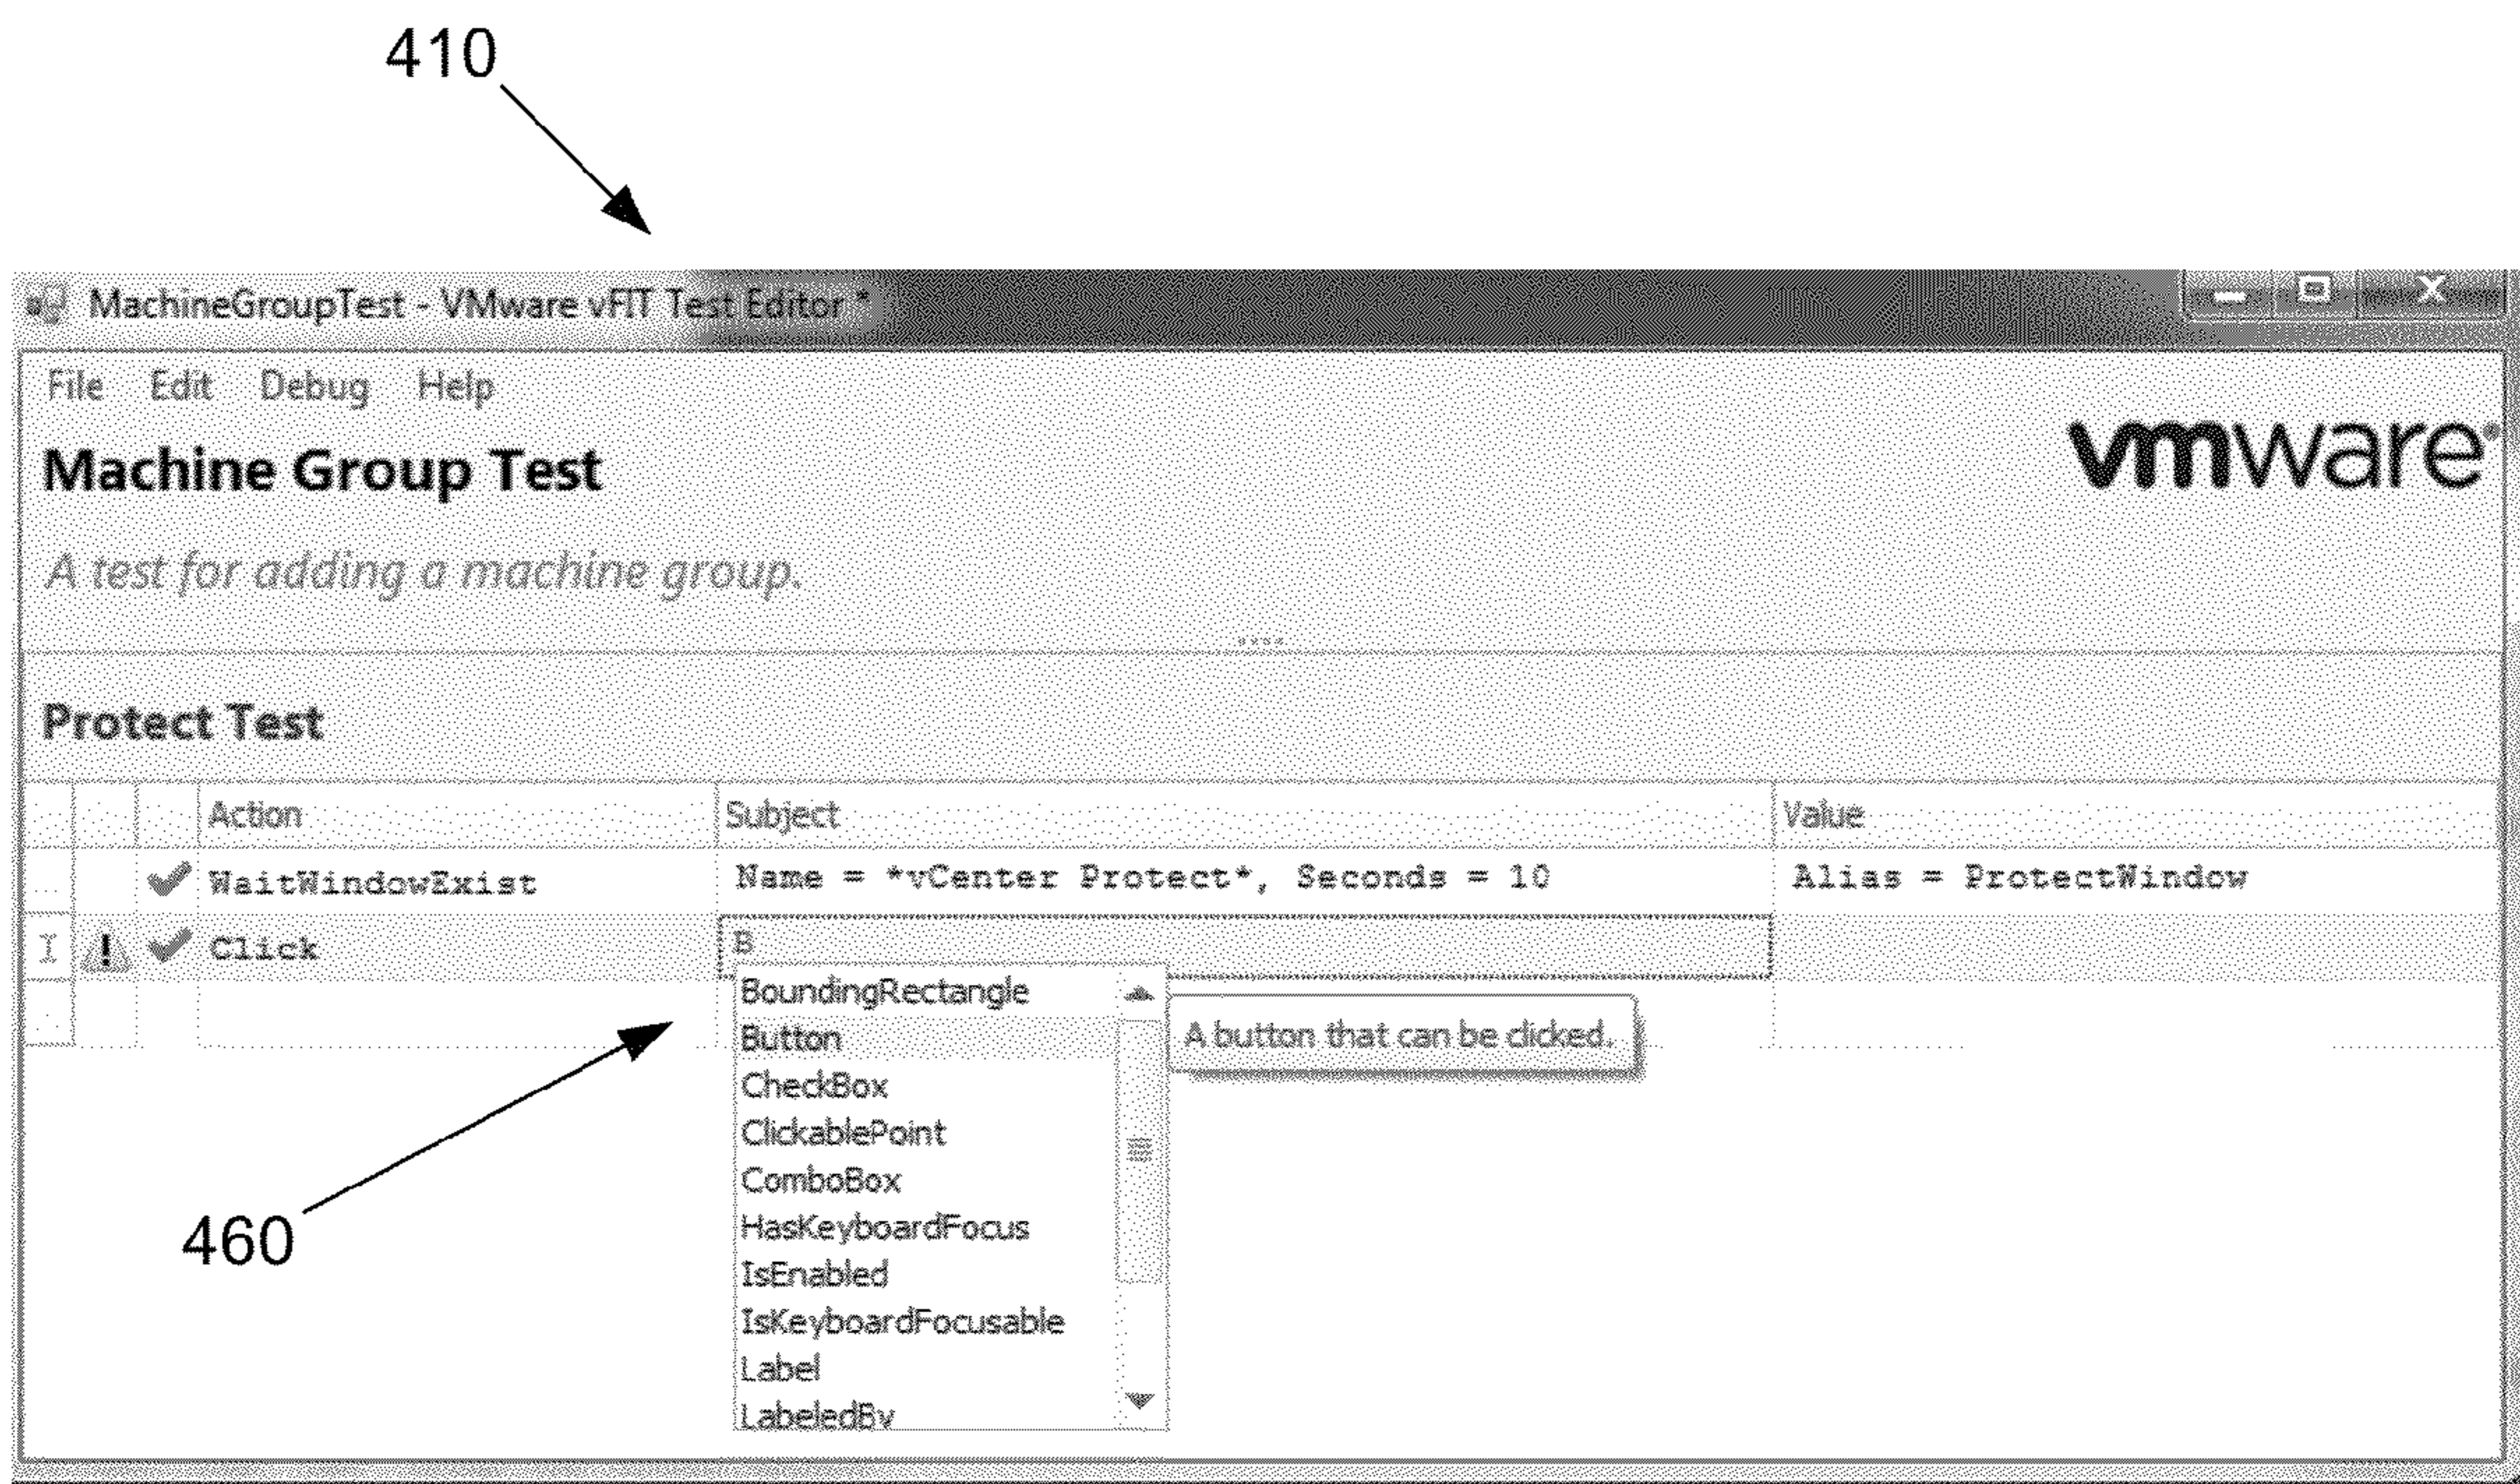 410
MachineGroupTest - VMware vFIT Test Editor *
File Edit Debug Help
Machine Group Test
vmware®
A test for adding a machine group.
Protect Test
Action Subject Value
WaitWindowExist Name = *vCenter Protect*, Seconds = 10 Alias = ProtectWindow
Click B
BoundingRectangle
Button A button that can be clicked.
CheckBox
ClickablePoint
ComboBox
HasKeyboardFocus
IsEnabled
IsKeyboardFocusable
Label
LabeledBy
460